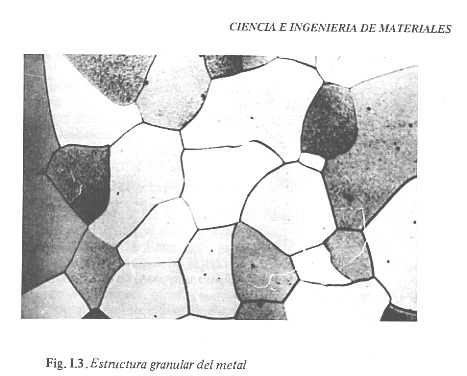 CIENCIA E INGENIERIA DE MATERIALES
Fig. I.3. Estructura granular del metal